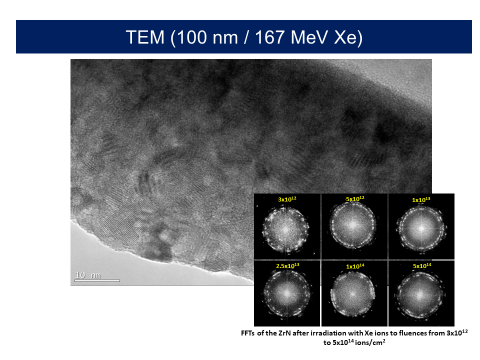 TEM (100 nm / 167 MeV Xe)
3x10¹²
5x10¹²
1x10¹³
2.5x10¹³
1x10¹⁴
5x10¹⁴
10 nm
FFTs of the ZrN after irradiation with Xe ions to fluences from 3x10¹²
to 5x10¹⁴ ions/cm²